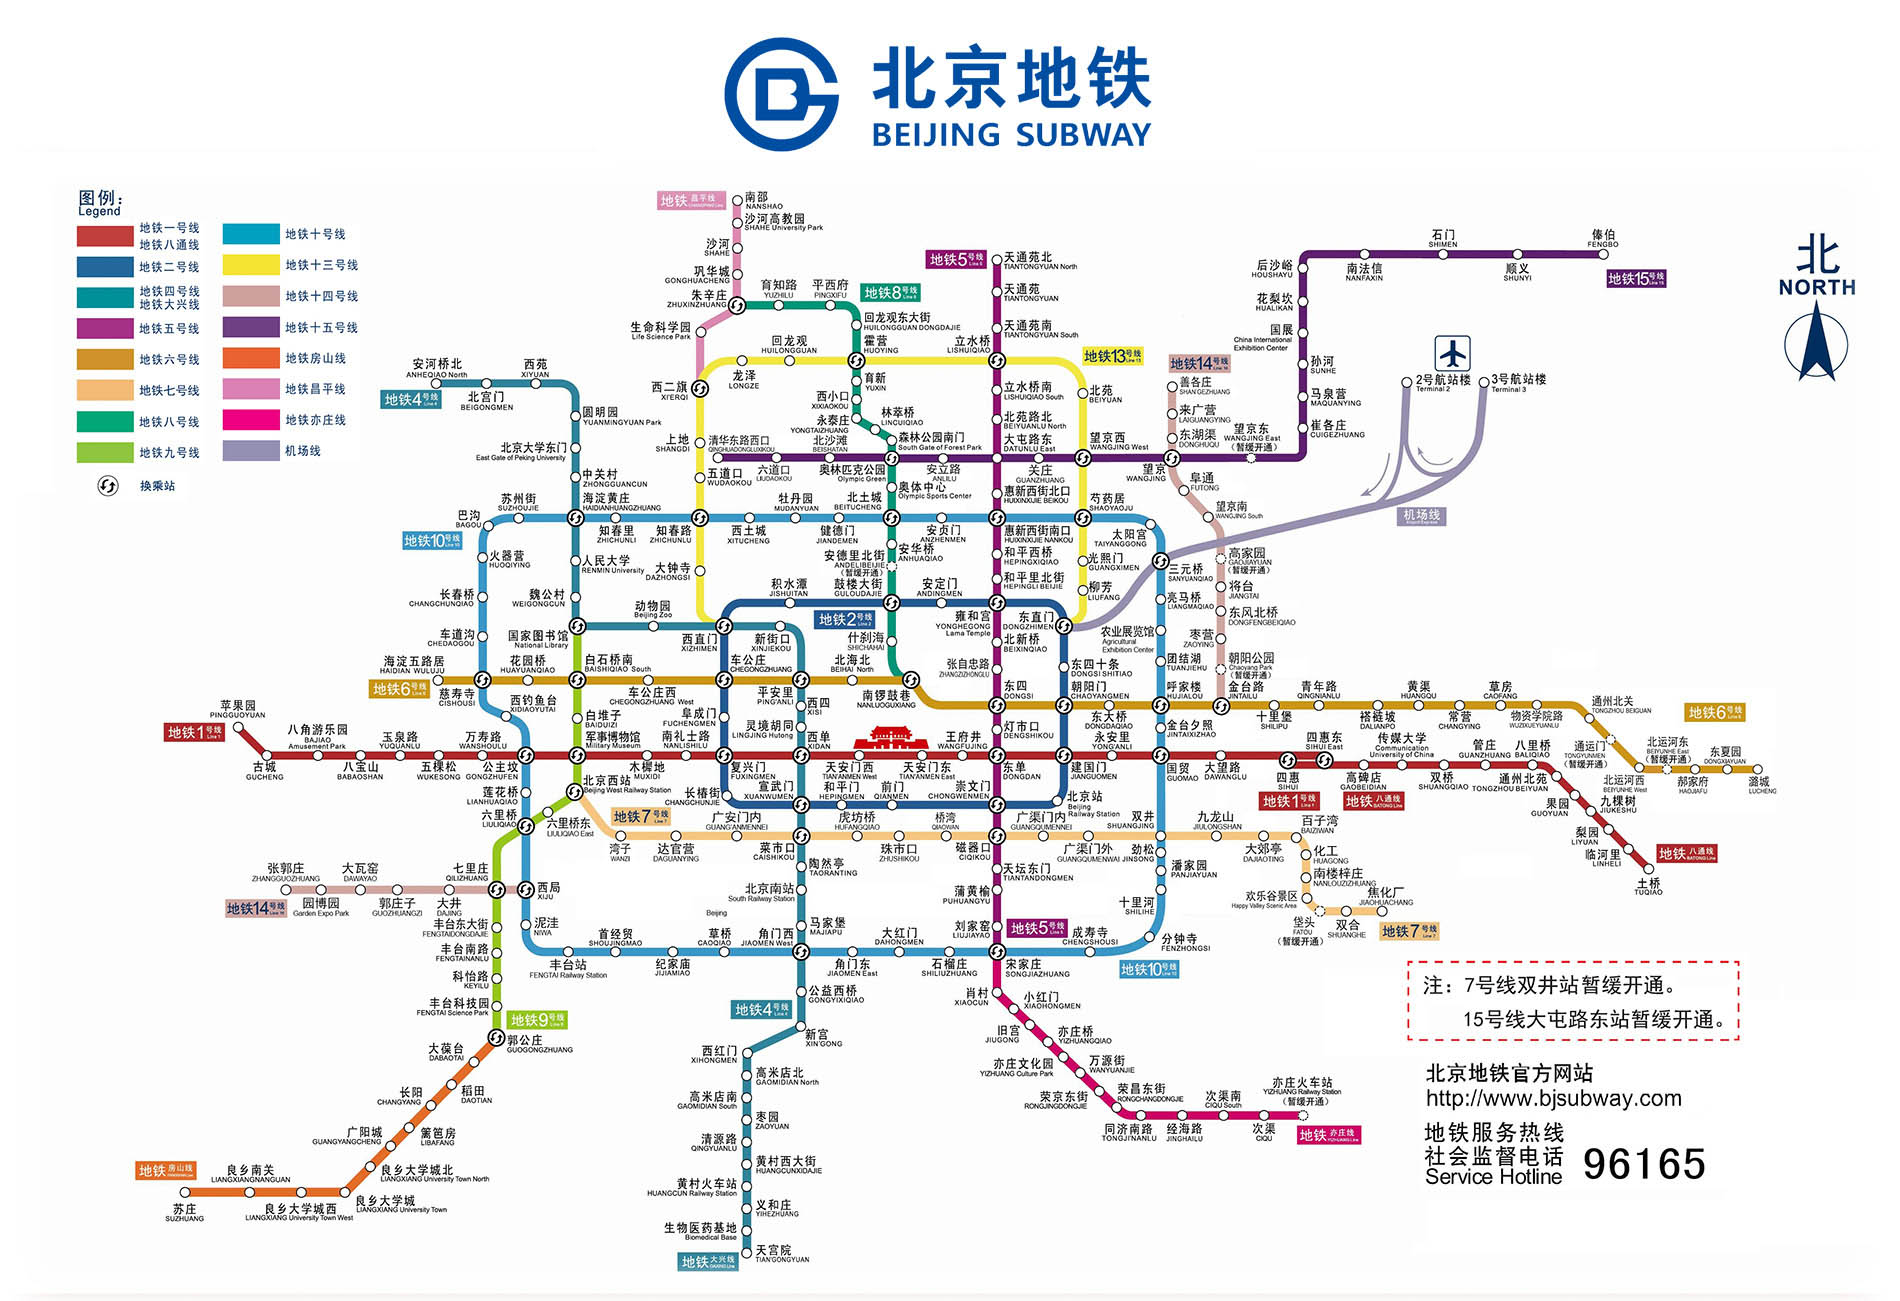 北京地铁
BEIJING SUBWAY
图例：
Legend
地铁一号线
地铁八通线
地铁二号线
地铁四号线
地铁大兴线
地铁五号线
地铁六号线
地铁七号线
地铁八号线
地铁九号线
换乘站
地铁十号线
地铁十三号线
地铁十四号线
地铁十五号线
地铁房山线
地铁昌平线
地铁亦庄线
机场线
北
NORTH
地铁 昌平线
南邵
NANSHAO
沙河高教园
SHAHE University Park
沙河
SHAHE
巩华城
GONGHUACHENG
朱辛庄
ZHUXINZHUANG
生命科学园
Life Science Park
西二旗
XI'ERQI
育知路
YUZHILU
平西府
PINGXIFU
地铁8号线
回龙观东大街
HUILONGGUAN DONGDAJIE
霍营
HUOYING
育新
YUXIN
西小口
XIXIAOKOU
永泰庄
YONGTAIZHUANG
林萃桥
LINCUIQIAO
森林公园南门
South Gate of Forest Park
奥林匹克公园
Olympic Green
奥体中心
Olympic Sports Center
北土城
BEITUCHENG
安华桥
ANHUAQIAO
安德里北街
ANDELIBEIJIE
（暂缓开通）
鼓楼大街
GULOUDAJIE
什刹海
SHICHAHAI
南锣鼓巷
NANLUOGUXIANG
地铁5号线
天通苑北
TIANTONGYUAN North
天通苑
TIANTONGYUAN
天通苑南
TIANTONGYUAN South
立水桥
LISHUIQIAO
立水桥南
LISHUIQIAO South
北苑路北
BEIYUANLU North
大屯路东
DATUNLU East
惠新西街北口
HUIXINXIJIE BEIKOU
惠新西街南口
HUIXINXIJIE NANKOU
和平西桥
HEPINGXIQIAO
和平里北街
HEPINGLI BEIJIE
雍和宫
YONGHEGONG
Lama Temple
北新桥
BEIXINQIAO
张自忠路
ZHANGZIZHONGLU
东四
DONGSI
灯市口
DENGSHIKOU
东单
DONGDAN
崇文门
CHONGWENMEN
磁器口
CIQIKOU
天坛东门
TIANTANDONGMEN
蒲黄榆
PUHUANGYU
刘家窑
LIUJIAYAO
地铁5号线
宋家庄
SONGJIAZHUANG
地铁13号线
龙泽
LONGZE
回龙观
HUILONGGUAN
北苑
BEIYUAN
望京西
WANGJING West
芍药居
SHAOYAOJU
光熙门
GUANGXIMEN
柳芳
LIUFANG
东直门
DONGZHIMEN
上地
SHANGDI
五道口
WUDAOKOU
知春路
ZHICHUNLU
大钟寺
DAZHONGSI
西直门
XIZHIMEN
地铁15号线
俸伯
FENGBO
顺义
SHUNYI
石门
SHIMEN
南法信
NANFAXIN
后沙峪
HOUSHAYU
花梨坎
HUALIKAN
国展
China International
Exhibition Center
孙河
SUNHE
马泉营
MAQUANYING
崔各庄
CUIGEZHUANG
望京东
WANGJING East
（暂缓开通）
望京
WANGJING
关庄
GUANZHUANG
安立路
ANLILU
北沙滩
BEISHATAN
六道口
LIUDAOKOU
清华东路西口
QINGHUADONGLUXIKOU
2号航站楼
Terminal 2
3号航站楼
Terminal 3
机场线
Airport Express
地铁14号线
善各庄
SHANGEZHUANG
来广营
LAIGUANGYING
东湖渠
DONGHUQU
阜通
FUTONG
望京南
WANGJING South
高家园
GAOJIAYUAN
（暂缓开通）
将台
JIANGTAI
东风北桥
DONGFENGBEIQIAO
枣营
ZAOYING
朝阳公园
Chaoyang Park
（暂缓开通）
金台路
JINTAILU
安河桥北
ANHEQIAO North
地铁4号线
北宫门
BEIGONGMEN
西苑
XIYUAN
圆明园
YUANMINGYUAN Park
北京大学东门
East Gate of Peking University
中关村
ZHONGGUANCUN
海淀黄庄
HAIDIANHUANGZHUANG
人民大学
RENMIN University
魏公村
WEIGONGCUN
国家图书馆
National Library
动物园
Beijing Zoo
新街口
XINJIEKOU
平安里
PING'ANLI
西四
XISI
灵境胡同
LINGJING Hutong
西单
XIDAN
宣武门
XUANWUMEN
菜市口
CAISHIKOU
陶然亭
TAORANTING
北京南站
South Railway Station
Beijing
马家堡
MAJIAPU
角门西
JIAOMEN West
公益西桥
GONGYIXIQIAO
地铁4号线
新宫
XIN'GONG
西红门
XIHONGMEN
高米店北
GAOMIDIAN North
高米店南
GAOMIDIAN South
枣园
ZAOYUAN
清源路
QINGYUANLU
黄村西大街
HUANGCUNXIDAJIE
黄村火车站
HUANGCUN Railway Station
义和庄
YIHEZHUANG
生物医药基地
Biomedical Base
天宫院
TIAN'GONGYUAN
地铁 大兴线
地铁10号线
巴沟
BAGOU
苏州街
SUZHOUJIE
知春里
ZHICHUNLI
西土城
XITUCHENG
牡丹园
MUDANYUAN
健德门
JIANDEMEN
安贞门
ANZHENMEN
太阳宫
TAIYANGGONG
三元桥
SANYUANQIAO
亮马桥
LIANGMAQIAO
农业展览馆
Agricultural
Exhibition Center
团结湖
TUANJIEHU
呼家楼
HUJIALOU
金台夕照
JINTAIXIZHAO
国贸
GUOMAO
双井
SHUANGJING
劲松
JINSONG
潘家园
PANJIAYUAN
十里河
SHILIHE
分钟寺
FENZHONGSI
地铁10号线
成寿寺
CHENGSHOUSI
石榴庄
SHILIUZHUANG
大红门
DAHONGMEN
角门东
JIAOMEN East
草桥
CAOQIAO
纪家庙
JIJIAMIAO
首经贸
SHOUJINGMAO
丰台站
FENGTAI Railway Station
泥洼
NIWA
西局
XIJU
六里桥
LIULIQIAO
莲花桥
LIANHUAQIAO
公主坟
GONGZHUFEN
西钓鱼台
XIDIAOYUTAI
慈寿寺
CISHOUSI
车道沟
CHEDAOGOU
长春桥
CHANGCHUNQIAO
火器营
HUOQIYING
地铁2号线
积水潭
JISHUITAN
安定门
ANDINGMEN
东四十条
DONGSI SHITIAO
朝阳门
CHAOYANGMEN
建国门
JIANGUOMEN
北京站
Beijing
Railway Station
前门
QIANMEN
和平门
HEPINGMEN
长椿街
CHANGCHUNJIE
复兴门
FUXINGMEN
阜成门
FUCHENGMEN
车公庄
CHEGONGZHUANG
地铁6号线
海淀五路居
HAIDIAN WULUJU
花园桥
HUAYUANQIAO
白石桥南
BAISHIQIAO South
车公庄西
CHEGONGZHUANG West
北海北
BEIHAI North
东大桥
DONGDAQIAO
十里堡
SHILIPU
青年路
QINGNIANLU
褡裢坡
DALIANPO
黄渠
HUANGQU
常营
CHANGYING
草房
CAOFANG
物资学院路
WUZIXUEYUANLU
通州北关
TONGZHOU BEIGUAN
通运门
TONGYUNMEN
（暂缓开通）
北运河西
BEIYUNHE West
北运河东
BEIYUNHE East
（暂缓开通）
郝家府
HAOJIAFU
东夏园
DONGXIAYUAN
潞城
LUCHENG
地铁6号线
地铁1号线
苹果园
PINGGUOYUAN
古城
GUCHENG
八角游乐园
BAJIAO
Amusement Park
八宝山
BABAOSHAN
玉泉路
YUQUANLU
五棵松
WUKESONG
万寿路
WANSHOULU
军事博物馆
Military Museum
木樨地
MUXIDI
南礼士路
NANLISHILU
天安门西
TIAN'ANMEN West
天安门东
TIAN'ANMEN East
王府井
WANGFUJING
永安里
YONG'ANLI
大望路
DAWANGLU
四惠
SIHUI
四惠东
SIHUI East
地铁1号线
地铁 八通线
高碑店
GAOBEIDIAN
传媒大学
Communication
University of China
双桥
SHUANGQIAO
管庄
GUANZHUANG
八里桥
BALIQIAO
通州北苑
TONGZHOU BEIYUAN
果园
GUOYUAN
九棵树
JIUKESHU
梨园
LIYUAN
临河里
LINHELI
土桥
TUQIAO
地铁 八通线
白堆子
BAIDUIZI
北京西站
Beijing West Railway Station
六里桥东
LIULIQIAO East
七里庄
QILIZHUANG
丰台东大街
FENGTAIDONGDAJIE
丰台南路
FENGTAINANLU
科怡路
KEYILU
丰台科技园
FENGTAI Science Park
地铁9号线
郭公庄
GUOGONGZHUANG
地铁7号线
湾子
WANZI
达官营
DAGUANYING
广安门内
GUANG'ANMENNEI
虎坊桥
HUFANGQIAO
珠市口
ZHUSHIKOU
桥湾
QIAOWAN
广渠门内
GUANGQUMENNEI
广渠门外
GUANGQUMENWAI
九龙山
JIULONGSHAN
大郊亭
DAJIAOTING
百子湾
BAIZIWAN
化工
HUAGONG
南楼梓庄
NANLOUZIZHUANG
欢乐谷景区
Happy Valley Scenic Area
垡头
FATOU
（暂缓开通）
双合
SHUANGHE
焦化厂
JIAOHUACHANG
地铁7号线
张郭庄
ZHANGGUOZHUANG
园博园
Garden Expo Park
大瓦窑
DAWAYAO
郭庄子
GUOZHUANGZI
大井
DAJING
地铁14号线
大葆台
DABAOTAI
稻田
DAOTIAN
长阳
CHANGYANG
篱笆房
LIBAFANG
广阳城
GUANGYANGCHENG
良乡大学城北
LIANGXIANG University Town North
良乡大学城
LIANGXIANG University Town
良乡大学城西
LIANGXIANG University Town West
良乡南关
LIANGXIANGNANGUAN
苏庄
SUZHUANG
地铁 房山线
肖村
XIAOCUN
小红门
XIAOHONGMEN
旧宫
JIUGONG
亦庄桥
YIZHUANGQIAO
亦庄文化园
YIZHUANG Culture Park
万源街
WANYUANJIE
荣京东街
RONGJINGDONGJIE
荣昌东街
RONGCHANGDONGJIE
同济南路
TONGJI'NANLU
经海路
JINGHAILU
次渠南
CIQU South
次渠
CIQU
亦庄火车站
YIZHUANG Railway Station
（暂缓开通）
地铁 亦庄线
注：7号线双井站暂缓开通。
15号线大屯路东站暂缓开通。
北京地铁官方网站
http://www.bjsubway.com
地铁服务热线
社会监督电话
Service Hotline
96165